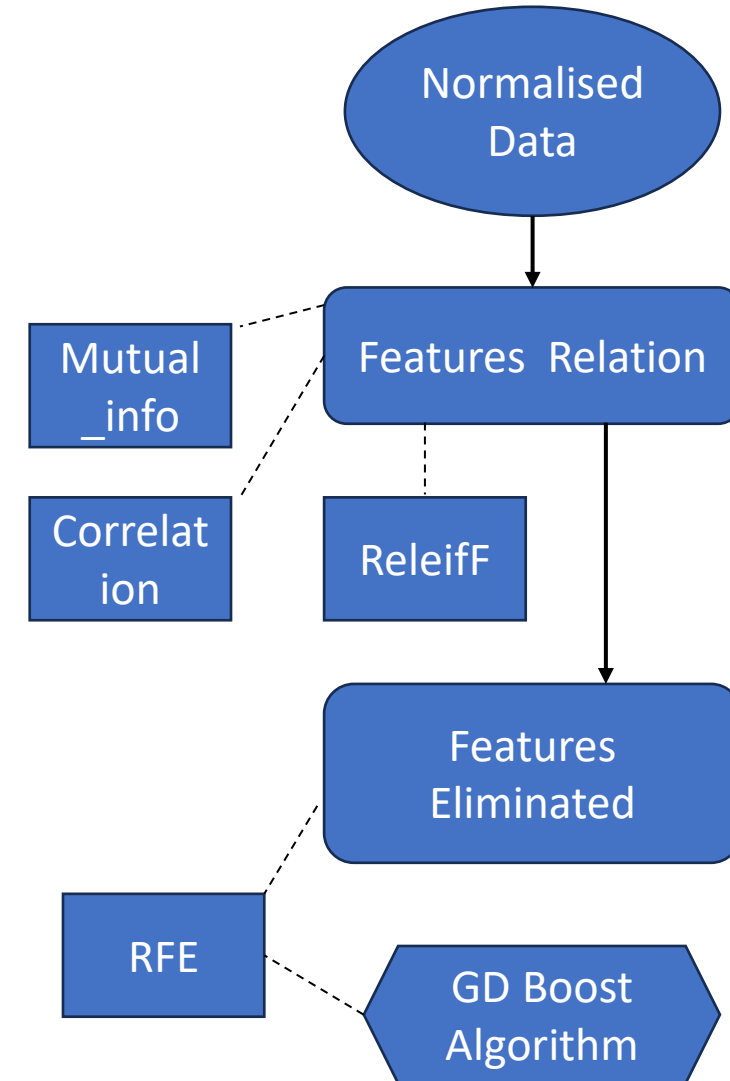 Normalised
Data
Features Relation
Mutual
_info
Correlat
ion
ReleifF
Features
Eliminated
RFE
GD Boost
Algorithm